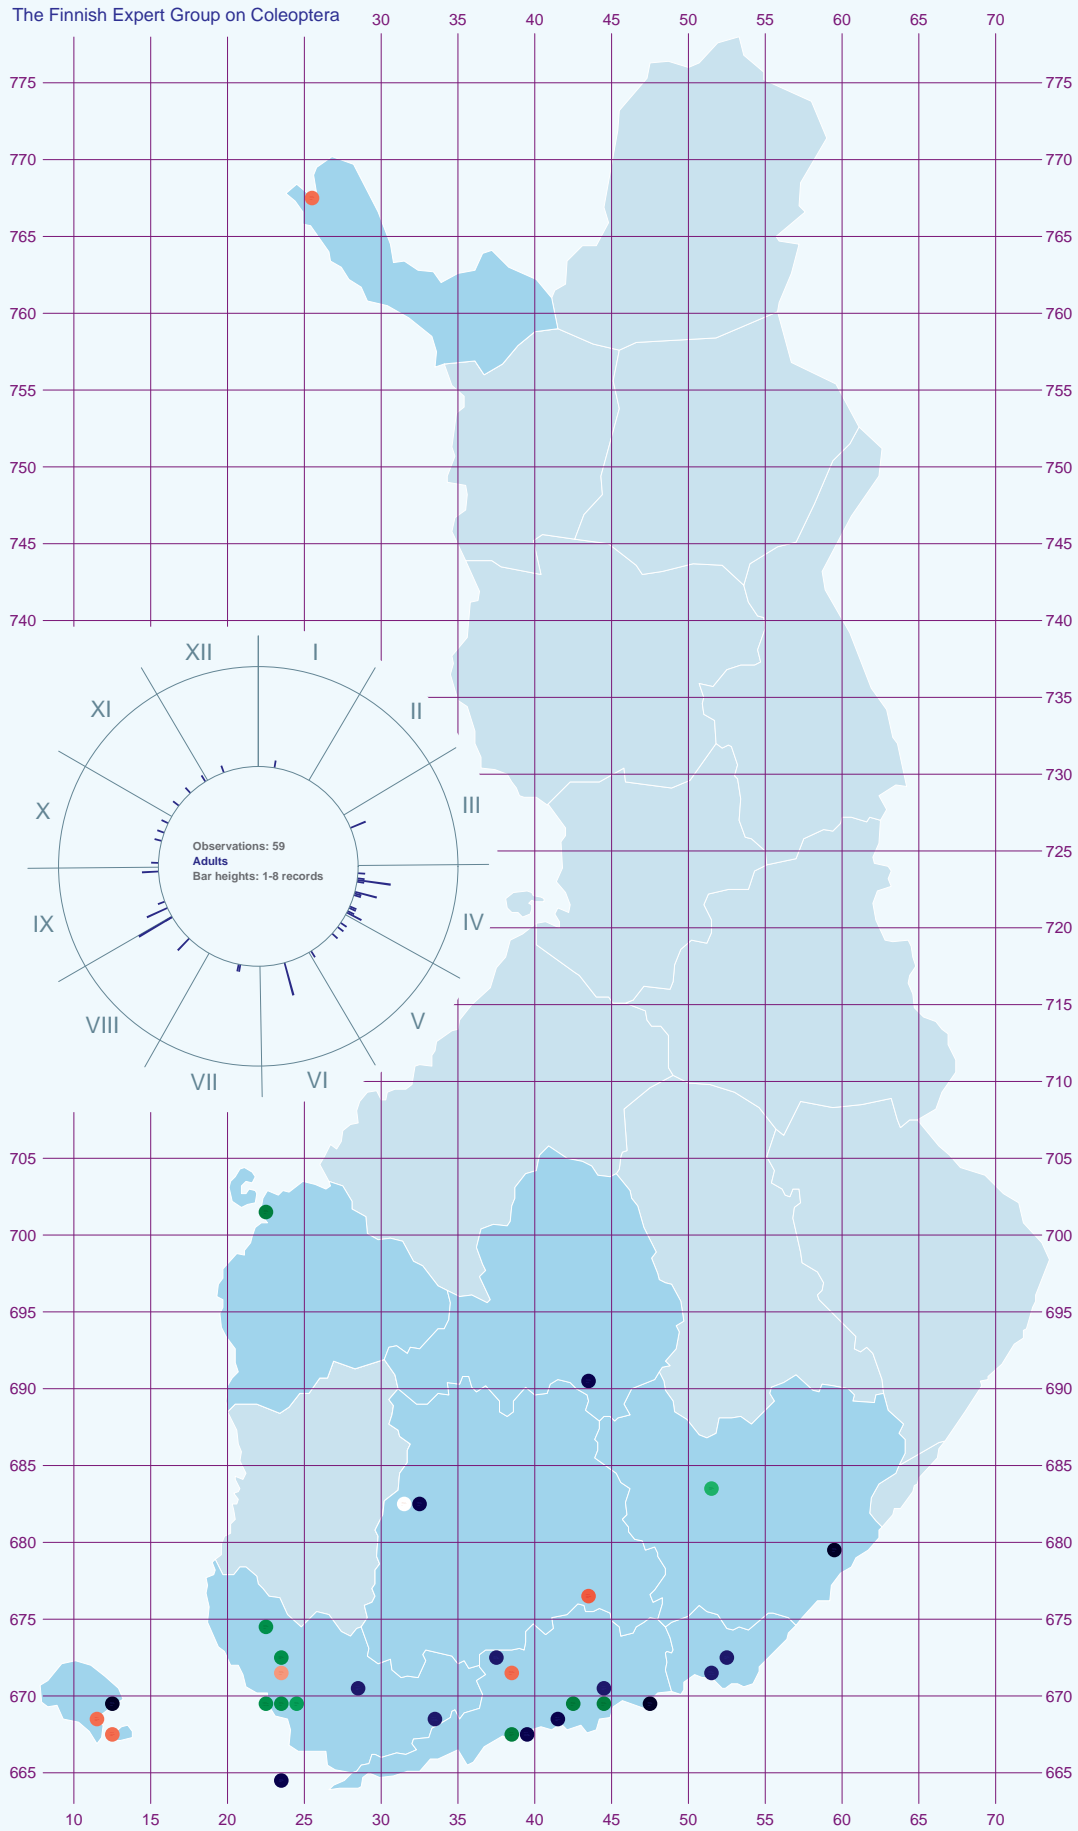 The Finnish Expert Group on Coleoptera
30 35 40 45 50 55 60 65 70
775 775
770 770
765 765
760 760
755 755
750 750
745 745
740 740
735
730
725
720
715
710
705 705
700 700
695 695
690 690
685 685
680 680
675 675
670 670
665 665
XII I
XI II
X III
IX IV
VIII V
VII VI
Observations: 59
Adults
Bar heights: 1-8 records
10 15 20 25 30 35 40 45 50 55 60 65 70